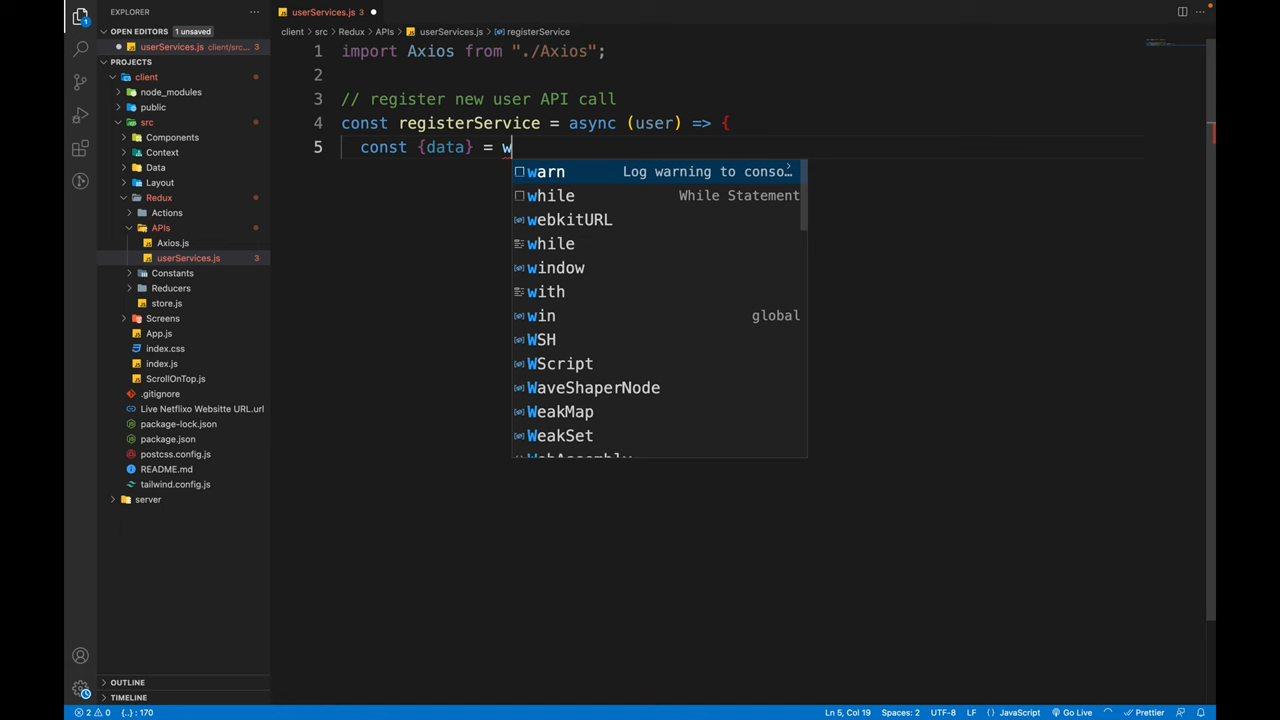 EXPLORER
userServices.js 3
OPEN EDITORS 1 unsaved
client > src > Redux > APIs > userServices.js > registerService
userServices.js client/src... 3
PROJECTS
client
node_modules
public
src
Components
Context
Data
Layout
Redux
Actions
APIs
Axios.js
userServices.js 3
Constants
Reducers
store.js
Screens
App.js
index.css
index.js
ScrollOnTop.js
.gitignore
Live Netflixo Websitte URL.url
package-lock.json
package.json
postcss.config.js
README.md
tailwind.config.js
server
OUTLINE
TIMELINE
1 import Axios from "./Axios";
2
3 // register new user API call
4 const registerService = async (user) => {
5 const {data} = w
warn Log warning to conso...
while While Statement
webkitURL
while
window
with
win global
WSH
WScript
WaveShaperNode
WeakMap
WeakSet
WebAssembly
2 0 {..} : 170
Ln 5, Col 19 Spaces: 2 UTF-8 LF { } JavaScript Go Live Prettier